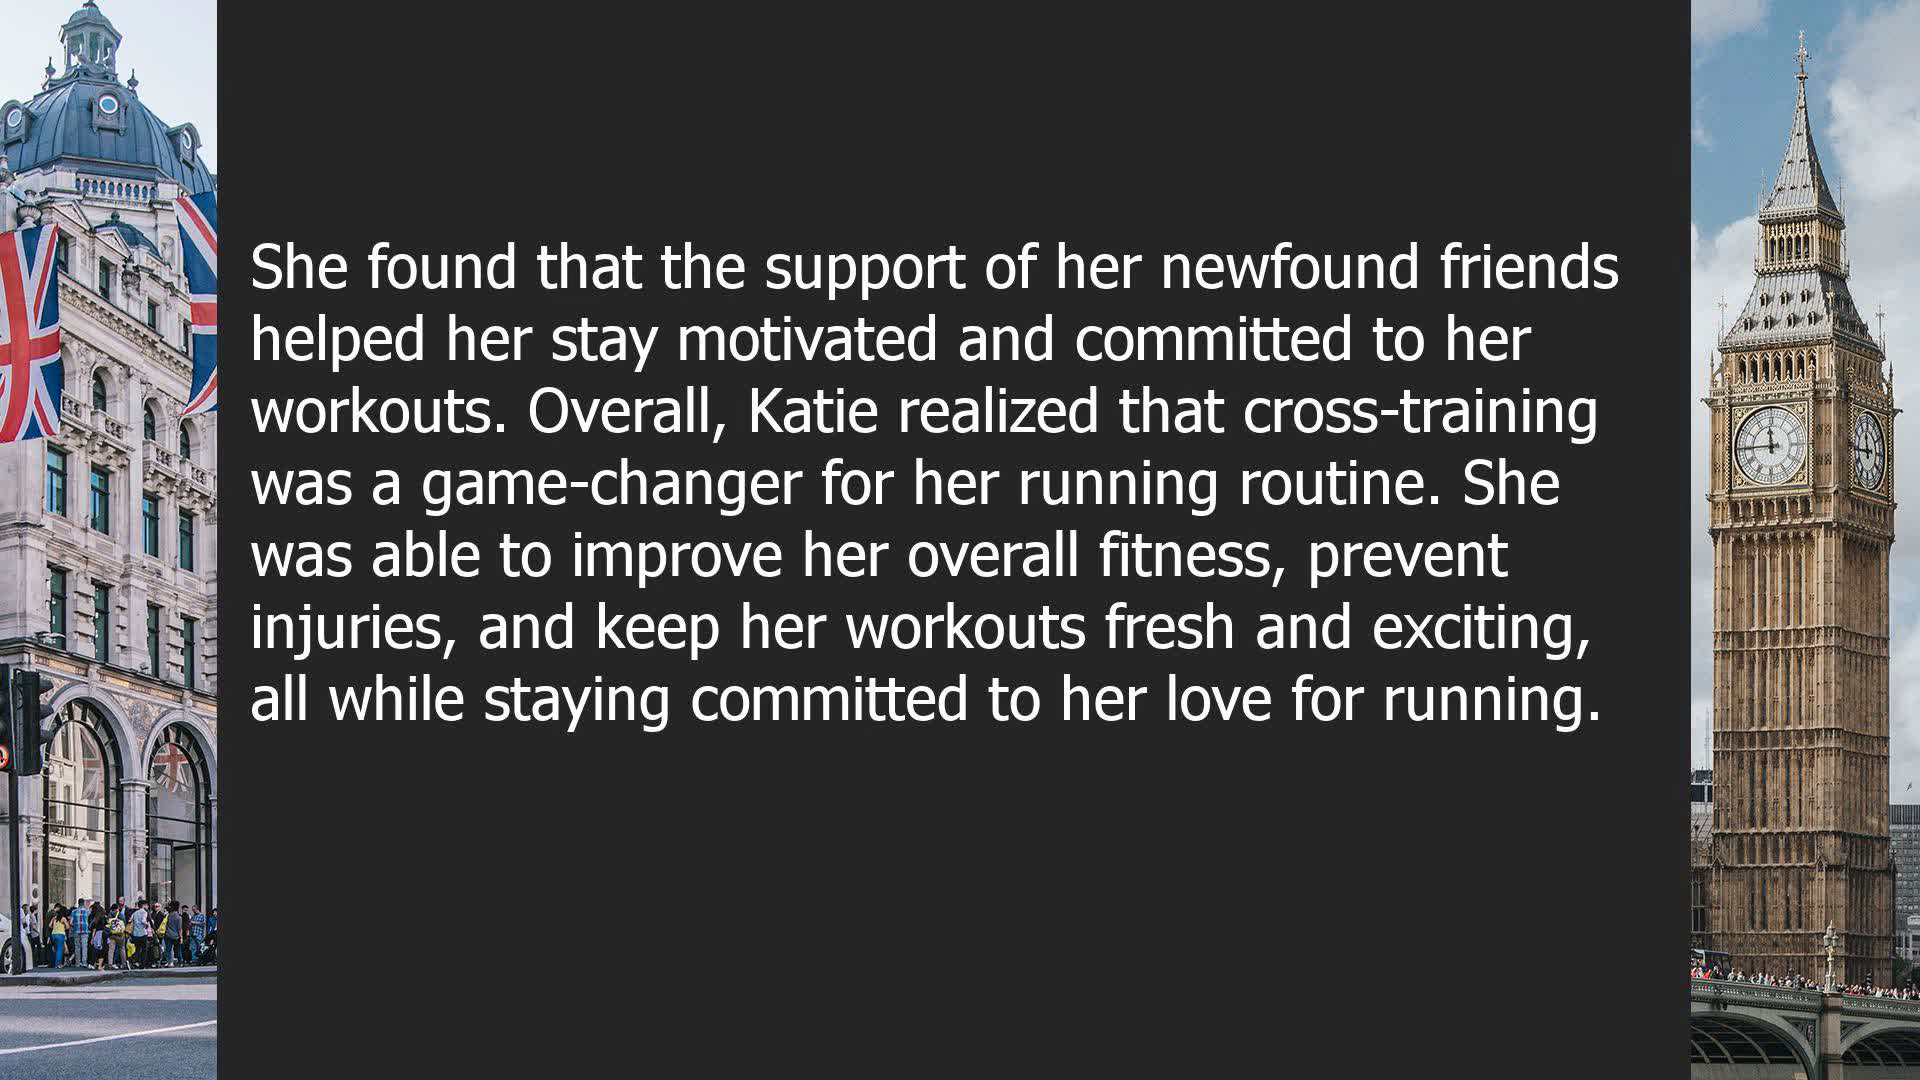 She found that the support of her newfound friends
helped her stay motivated and committed to her
workouts. Overall, Katie realized that cross-training
was a game-changer for her running routine. She
was able to improve her overall fitness, prevent
injuries, and keep her workouts fresh and exciting,
all while staying committed to her love for running.